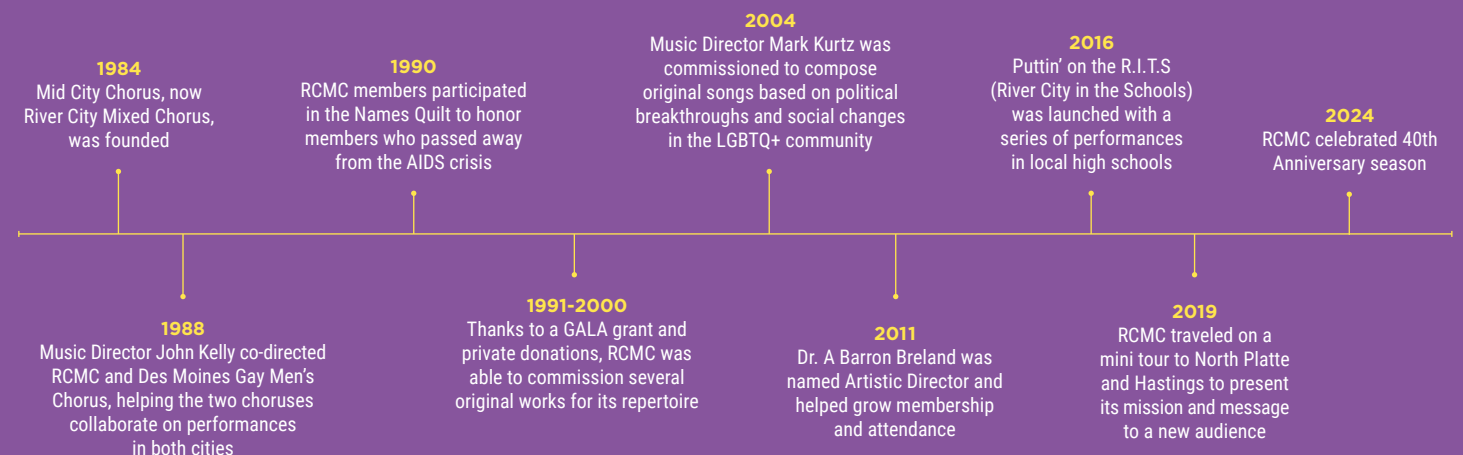 1984
Mid City Chorus, now
River City Mixed Chorus,
was founded
1988
Music Director John Kelly co-directed
RCMC and Des Moines Gay Men's
Chorus, helping the two choruses
collaborate on performances
in both cities
1990
RCMC members participated
in the Names Quilt to honor
members who passed away
from the AIDS crisis
1991-2000
Thanks to a GALA grant and
private donations, RCMC was
able to commission several
original works for its repertoire
2004
Music Director Mark Kurtz was
commissioned to compose
original songs based on political
breakthroughs and social changes
in the LGBTQ+ community
2011
Dr. A Barron Breland was
named Artistic Director and
helped grow membership
and attendance
2016
Puttin' on the R.I.T.S
(River City in the Schools)
was launched with a
series of performances
in local high schools
2019
RCMC traveled on a
mini tour to North Platte
and Hastings to present
its mission and message
to a new audience
2024
RCMC celebrated 40th
Anniversary season